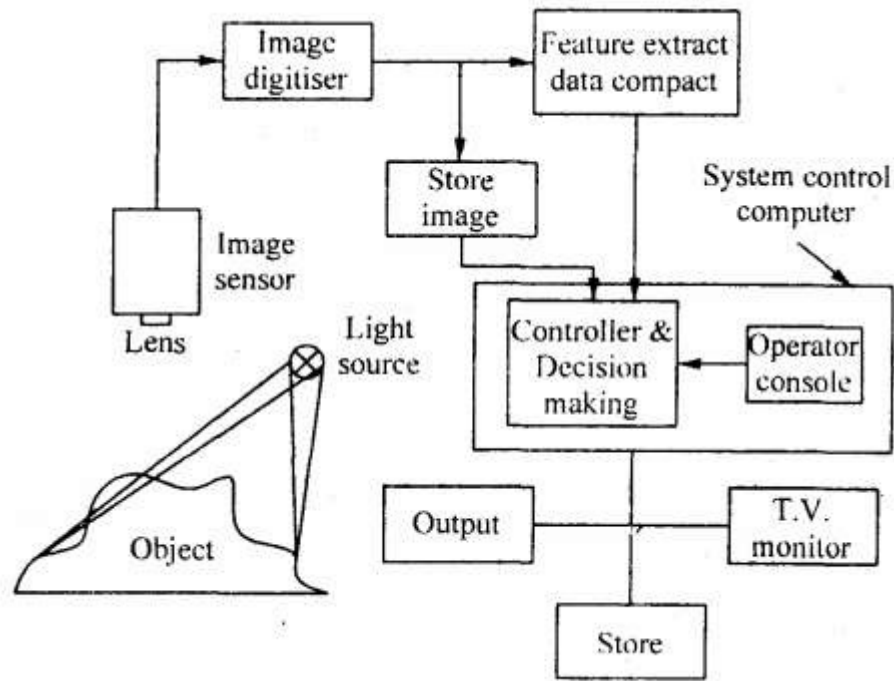 Image
digitiser
Feature extract
data compact
Store
image
System control
computer
Image
sensor
Lens
Light
source
Controller &
Decision
making
Operator
console
Object
Output
T.V.
monitor
Store